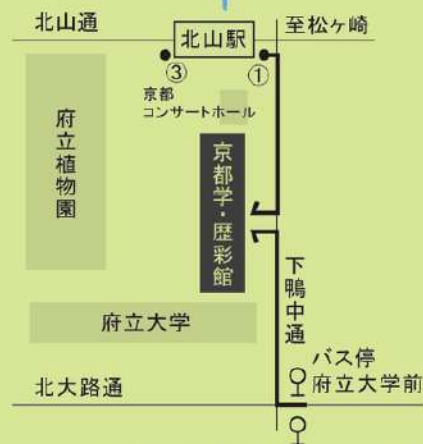 北山通
北山駅
至松ヶ崎
③
①
京都
コンサートホール
府立植物園
京都学・歴彩館
下鴨中通
府立大学
バス停
府立大学前
北大路通